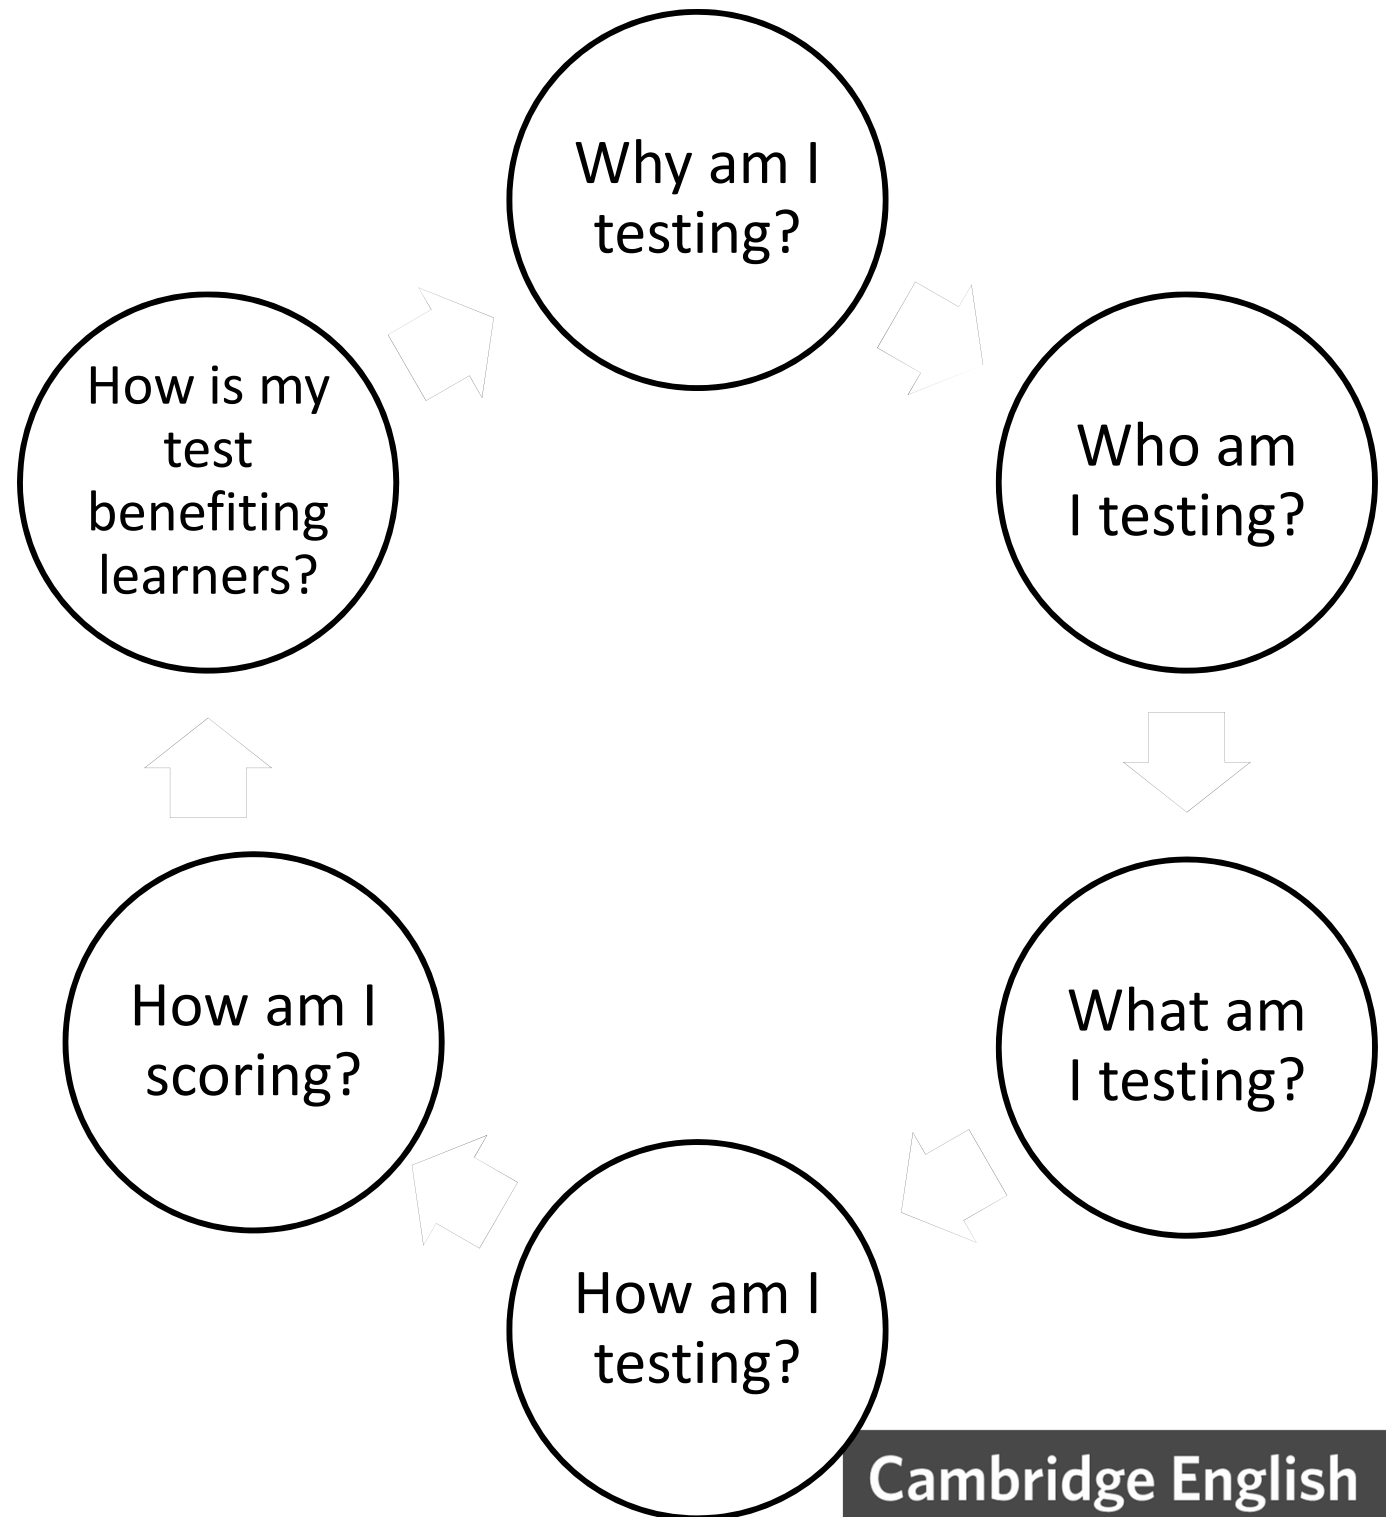 Why am I
testing?
Who am
I testing?
What am
I testing?
How am I
testing?
How am I
scoring?
How is my
test
benefiting
learners?
Cambridge English